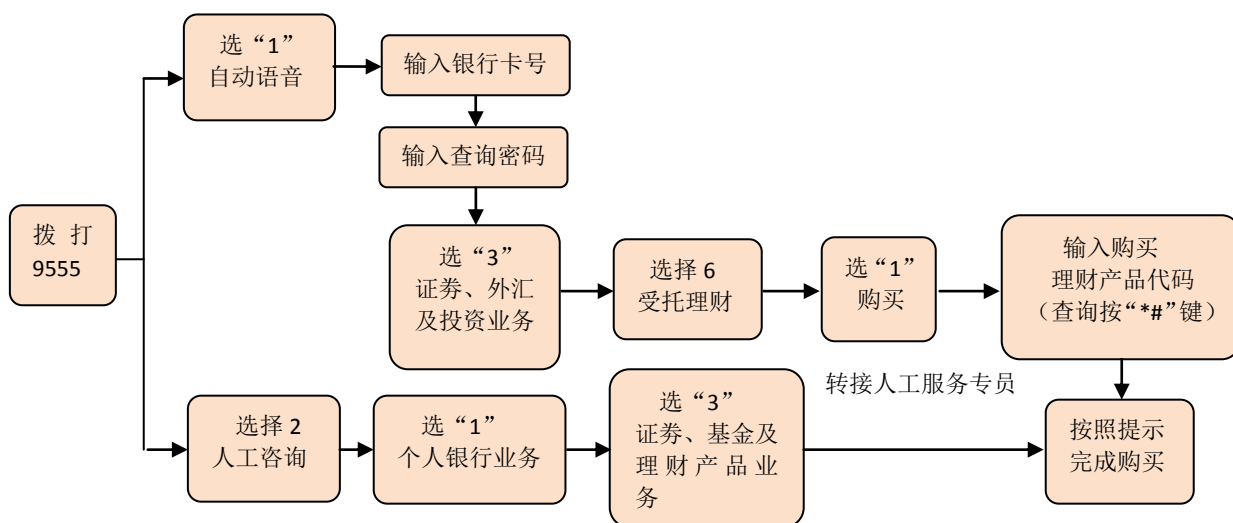 选“1”
自动语音
输入银行卡号
输入查询密码
拨 打
9555
选“3”
证券、外汇
及投资业务
选择 6
受托理财
选“1”
购买
输入购买
理财产品代码
（查询按“*#”键）
转接人工服务专员
选择 2
人工咨询
选“1”
个人银行业务
选“3”
证券、基金及
理 财 产 品 业
务
按照提示
完成购买